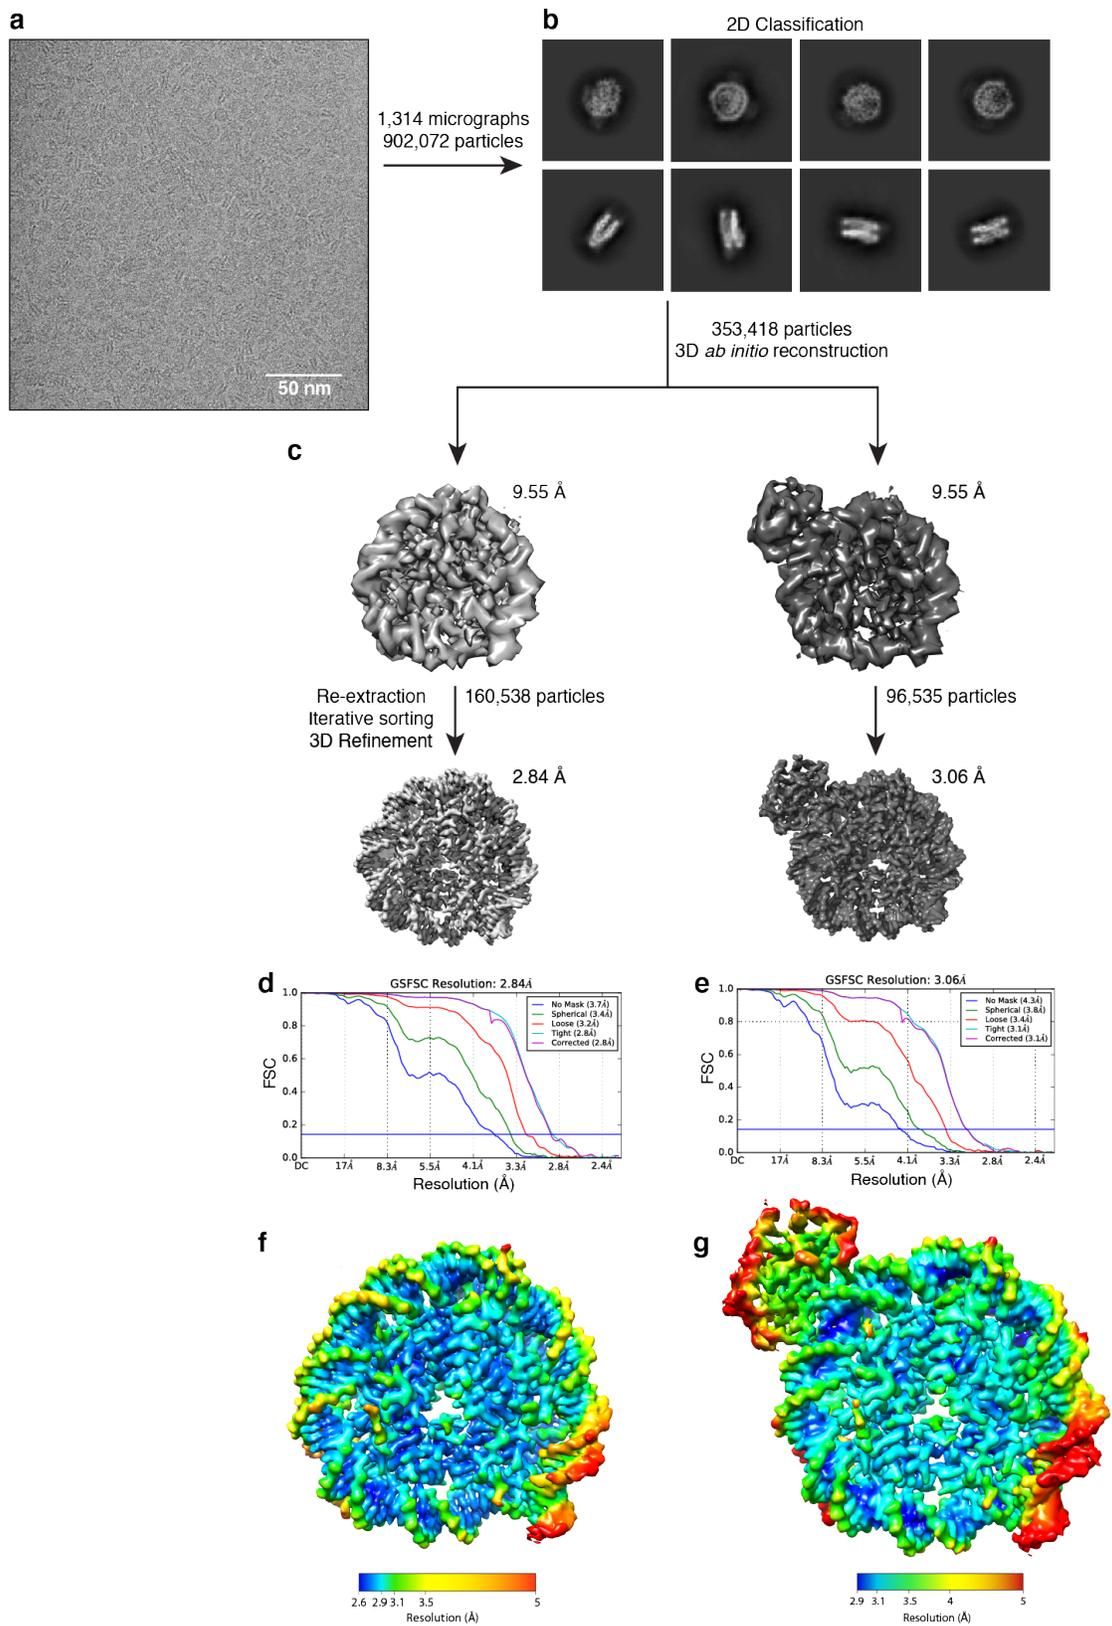 a
50 nm
1,314 micrographs
902,072 particles
b
2D Classification
353,418 particles
3D ab initio reconstruction
c
9.55 Å
9.55 Å
Re-extraction
Iterative sorting
3D Refinement
160,538 particles
96,535 particles
2.84 Å
3.06 Å
d
GSFSC Resolution: 2.84Å
FSC
1.0
0.8
0.6
0.4
0.2
0.0
No Mask (3.7Å)
Spherical (3.4Å)
Loose (3.2Å)
Tight (2.8Å)
Corrected (2.8Å)
DC 17Å 8.3Å 5.5Å 4.1Å 3.3Å 2.8Å 2.4Å
Resolution (Å)
e
GSFSC Resolution: 3.06Å
FSC
1.0
0.8
0.6
0.4
0.2
0.0
No Mask (4.3Å)
Spherical (3.8Å)
Loose (3.4Å)
Tight (3.1Å)
Corrected (3.1Å)
DC 17Å 8.3Å 5.5Å 4.1Å 3.3Å 2.8Å 2.4Å
Resolution (Å)
f
2.6 2.9 3.1 3.5 5
Resolution (Å)
g
2.9 3.1 3.5 4 5
Resolution (Å)